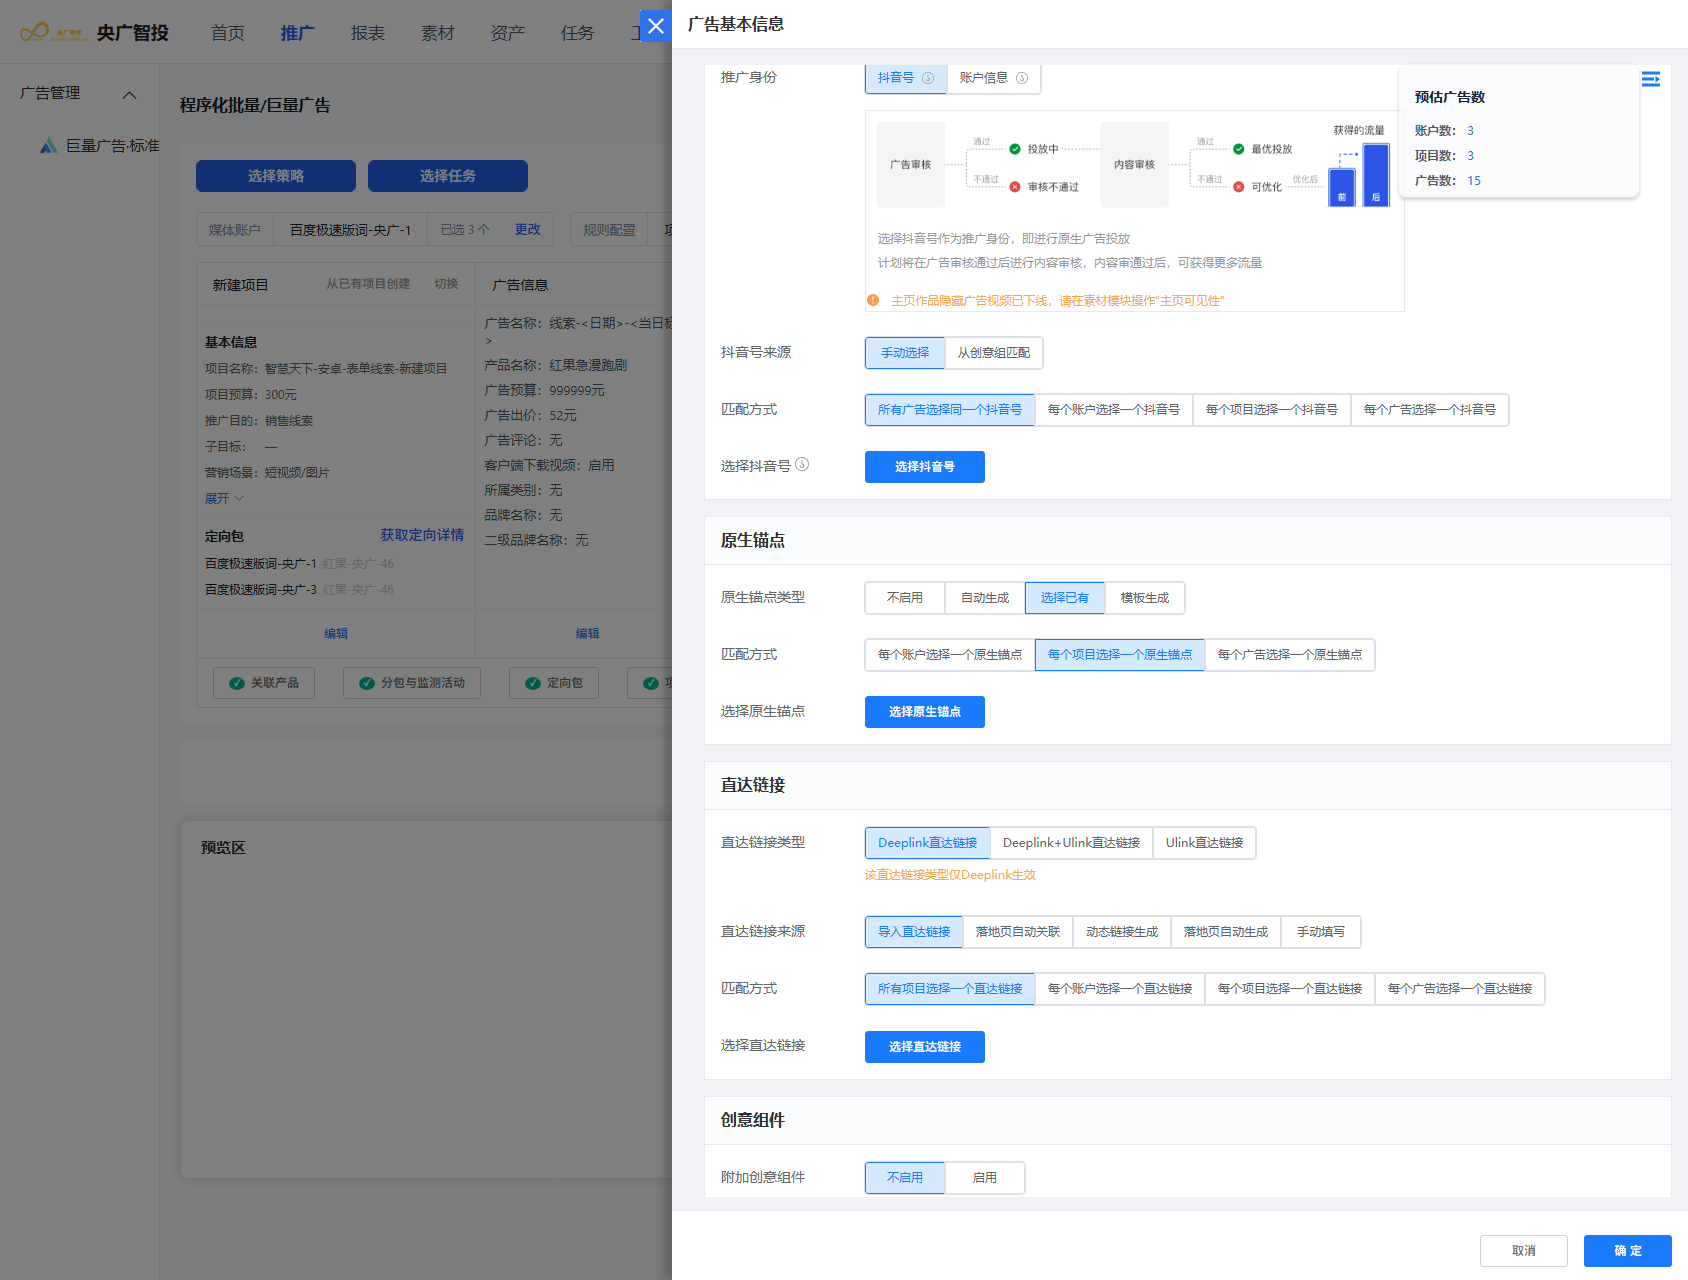 央广智投
首页
推广
报表
素材
资产
任务
广告管理
巨量广告·标准
程序化批量/巨量广告
选择策略
选择任务
媒体账户
百度极速版词-央广-1
已选 3 个
更改
规则配置
新建项目
从已有项目创建
切换
广告信息
基本信息
项目名称：智慧天下-安卓-表单线索-新建项目
项目预算：300元
推广目的：销售线索
子目标：—
营销场景：短视频/图片
展开
定向包
获取定向详情
百度极速版词-央广-1 红果-央广-46
百度极速版词-央广-3 红果-央广-46
编辑
广告名称：线索-<日期>-<当日标
>
产品名称：红果急漫跑剧
广告预算：999999元
广告出价：52元
广告评论：无
客户端下载视频：启用
所属类别：无
品牌名称：无
二级品牌名称：无
编辑
关联产品
分包与监测活动
定向包
预览区
广告基本信息
推广身份
抖音号
账户信息
广告审核
通过
投放中
不通过
审核不通过
内容审核
通过
最优投放
不通过
可优化
优化后
获得的流量
前
后
选择抖音号作为推广身份，即进行原生广告投放
计划将在广告审核通过后进行内容审核，内容审通过后，可获得更多流量
主页作品隐藏广告视频已下线，请在素材模块操作“主页可见性”
预估广告数
账户数： 3
项目数： 3
广告数： 15
抖音号来源
手动选择
从创意组匹配
匹配方式
所有广告选择同一个抖音号
每个账户选择一个抖音号
每个项目选择一个抖音号
每个广告选择一个抖音号
选择抖音号
选择抖音号
原生锚点
原生锚点类型
不启用
自动生成
选择已有
模板生成
匹配方式
每个账户选择一个原生锚点
每个项目选择一个原生锚点
每个广告选择一个原生锚点
选择原生锚点
选择原生锚点
直达链接
直达链接类型
Deeplink直达链接
Deeplink+Ulink直达链接
Ulink直达链接
该直达链接类型仅Deeplink生效
直达链接来源
导入直达链接
落地页自动关联
动态链接生成
落地页自动生成
手动填写
匹配方式
所有项目选择一个直达链接
每个账户选择一个直达链接
每个项目选择一个直达链接
每个广告选择一个直达链接
选择直达链接
选择直达链接
创意组件
附加创意组件
不启用
启用
取消
确 定